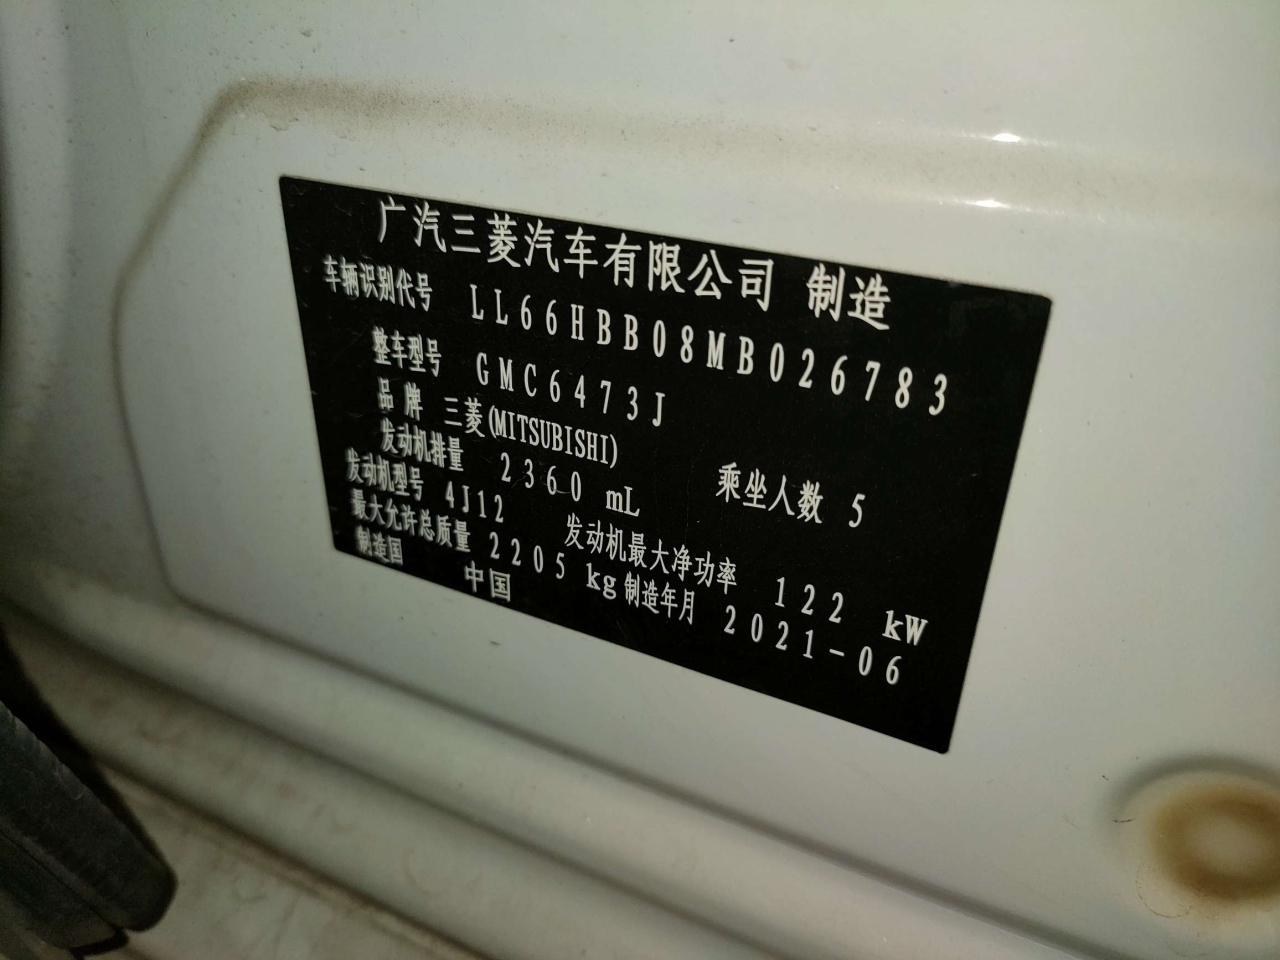 广汽三菱汽车有限公司 制造
车辆识别代号 LL66HBB08MB026783
整车型号 GMC6473J
品牌 三菱(MITSUBISHI) 乘坐人数 5
发动机排量 2360 mL
发动机型号 4J12 发动机最大净功率 122 kW
最大允许总质量 2205 kg 制造年月 2021-06
制造国 中国